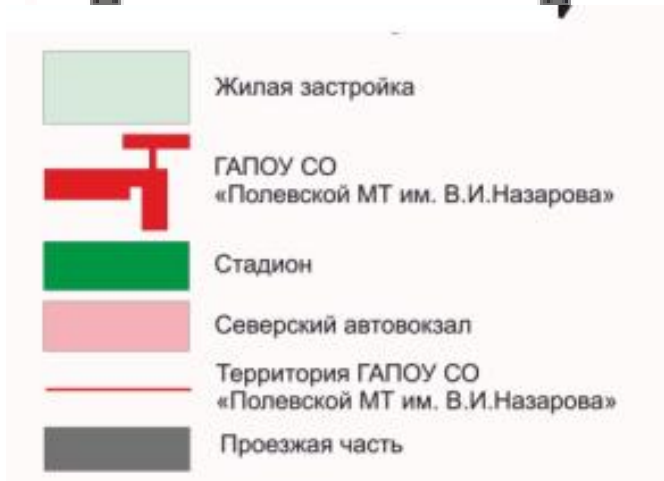 Жилая застройка
ГАПОУ СО
«Полевской МТ им. В.И.Назарова»
Стадион
Северский автовокзал
Территория ГАПОУ СО
«Полевской МТ им. В.И.Назарова»
Проезжая часть